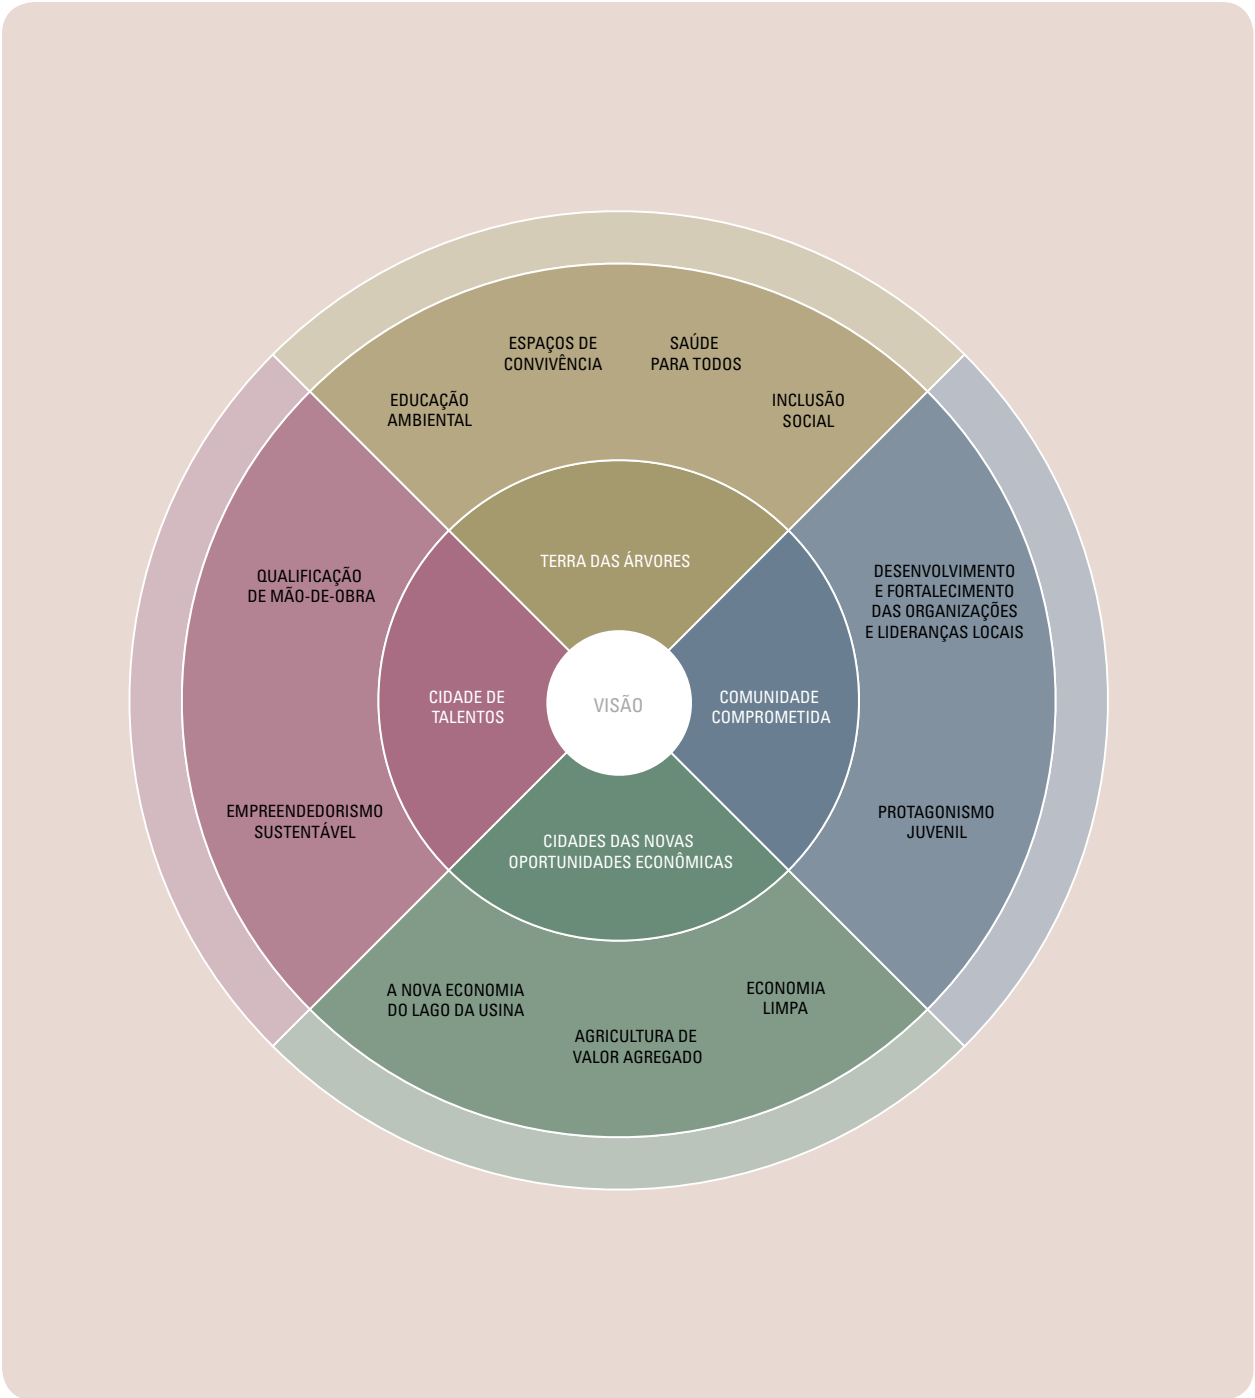 ESPAÇOS DE
CONVIVÊNCIA
SAÚDE
PARA TODOS
EDUCAÇÃO
AMBIENTAL
INCLUSÃO
SOCIAL
TERRA DAS ÁRVORES
QUALIFICAÇÃO
DE MÃO-DE-OBRA
DESENVOLVIMENTO
E FORTALECIMENTO
DAS ORGANIZAÇÕES
E LIDERANÇAS LOCAIS
CIDADE DE
TALENTOS
VISÃO
COMUNIDADE
COMPROMETIDA
EMPREENDEDORISMO
SUSTENTÁVEL
PROTAGONISMO
JUVENIL
CIDADES DAS NOVAS
OPORTUNIDADES ECONÔMICAS
A NOVA ECONOMIA
DO LAGO DA USINA
ECONOMIA
LIMPA
AGRICULTURA DE
VALOR AGREGADO